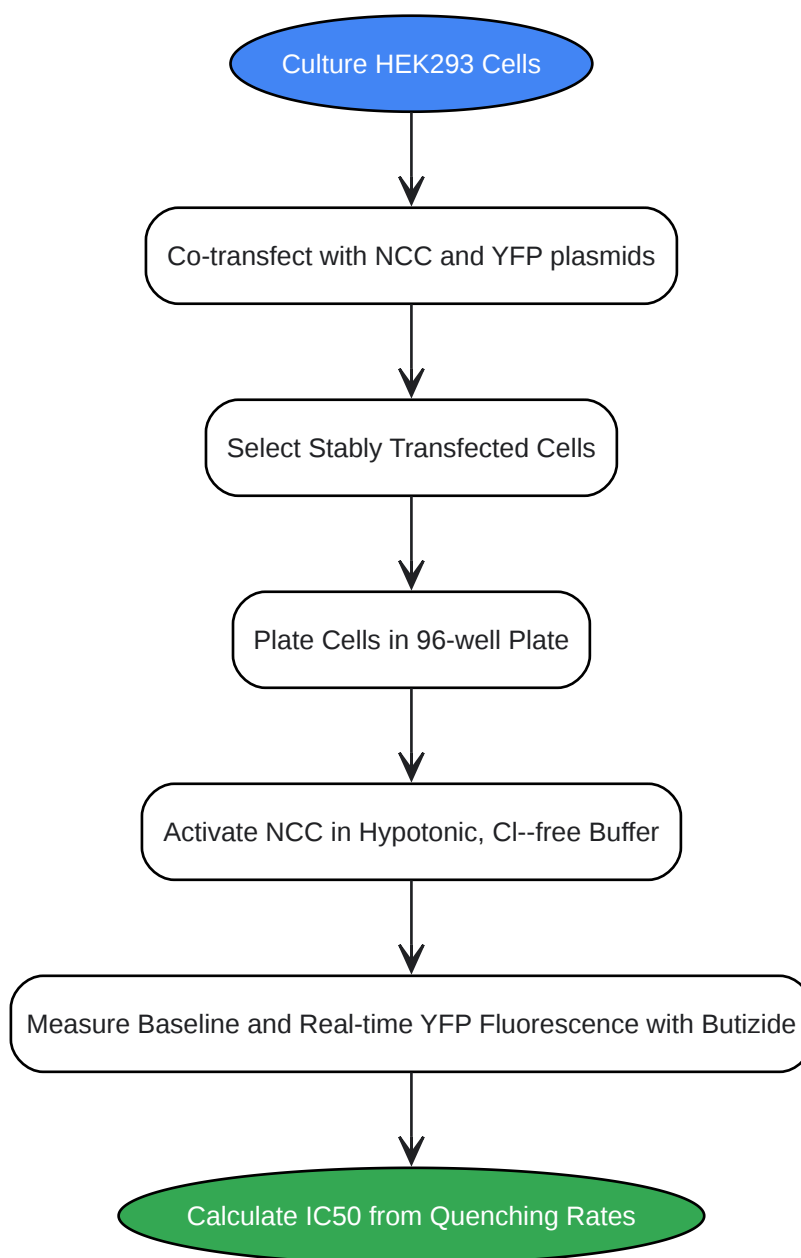 Culture HEK293 Cells
Co-transfect with NCC and YFP plasmids
Select Stably Transfected Cells
Plate Cells in 96-well Plate
Activate NCC in Hypotonic, Cl--free Buffer
Measure Baseline and Real-time YFP Fluorescence with Butizide
Calculate IC50 from Quenching Rates